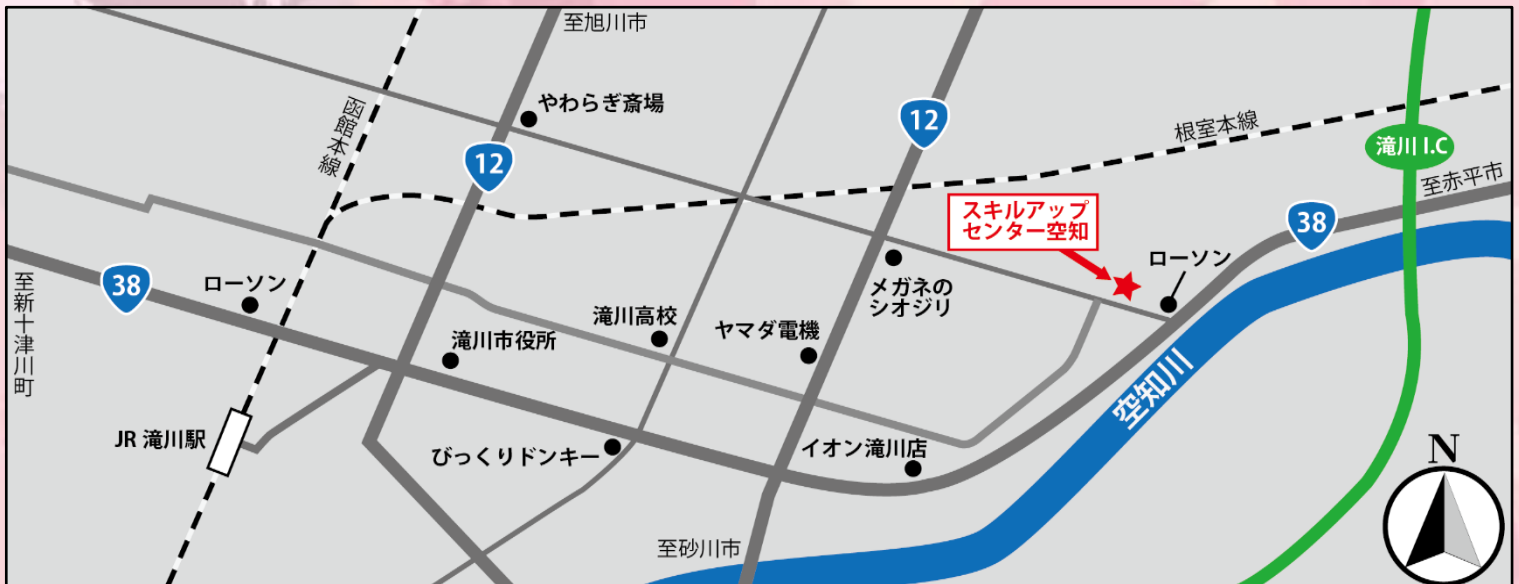 至旭川市
やわらぎ斎場
函館本線
12
12
根室本線
滝川 I.C
至赤平市
スキルアップ
センター空知
38
ローソン
メガネの
シオジリ
至新十津川町
38
ローソン
滝川高校
ヤマダ電機
滝川市役所
空知川
JR 滝川駅
びっくりドンキー
イオン滝川店
N
至砂川市